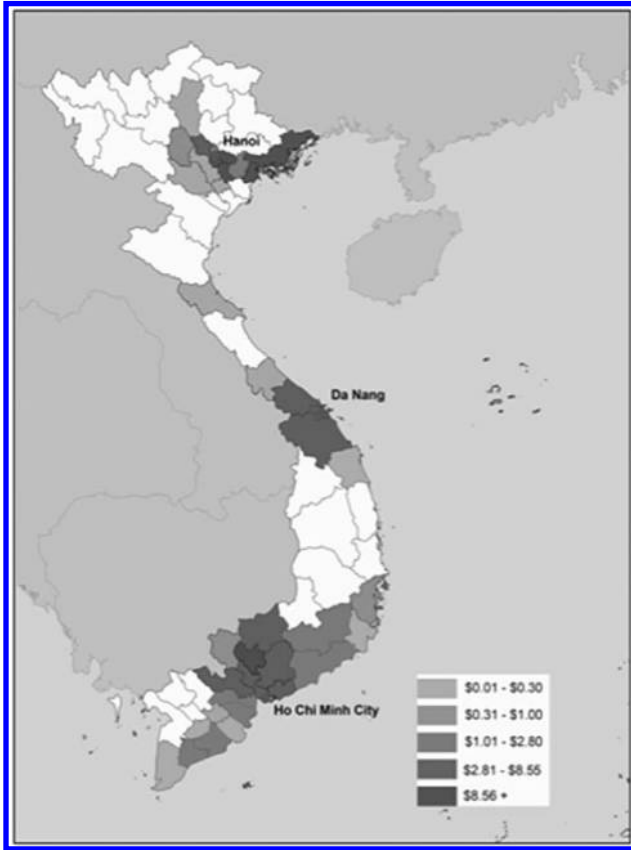 Hanoi
Da Nang
Ho Chi Minh City
$0.01 - $0.30
$0.31 - $1.00
$1.01 - $2.80
$2.81 - $8.55
$8.56 +